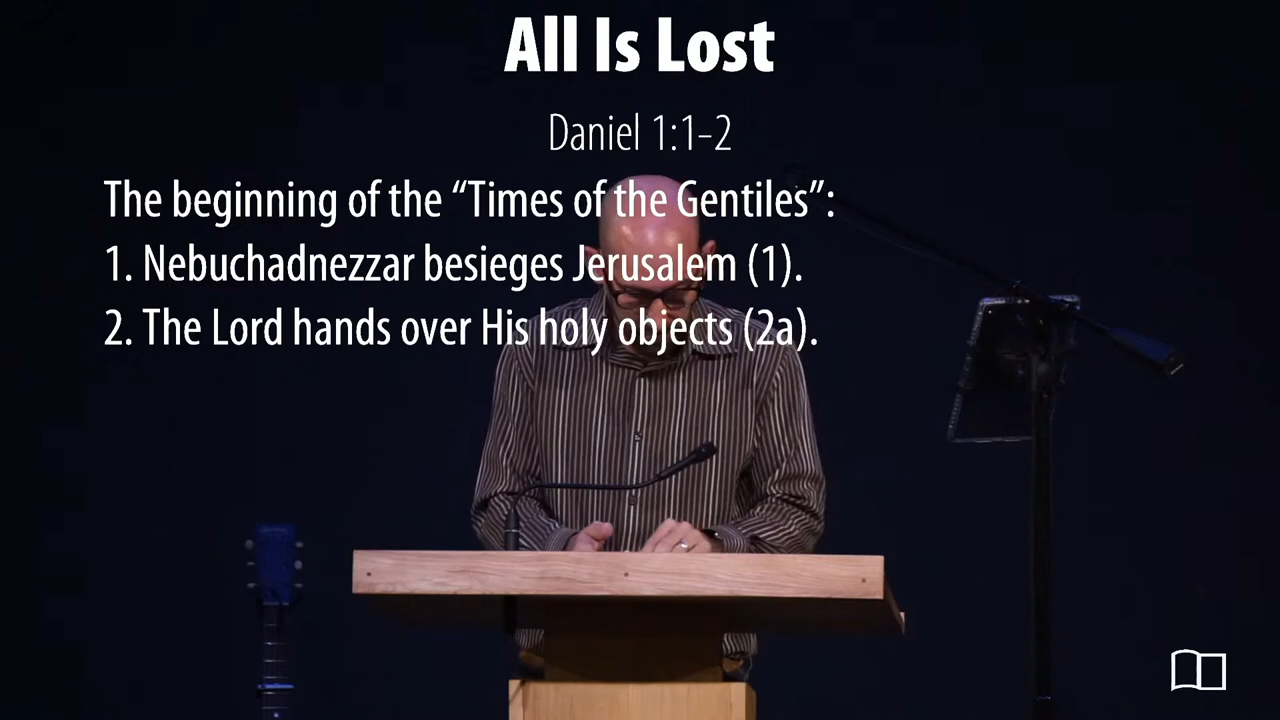 All Is Lost
Daniel 1:1-2
The beginning of the “Times of the Gentiles”:
1. Nebuchadnezzar besieges Jerusalem (1).
2. The Lord hands over His holy objects (2a).